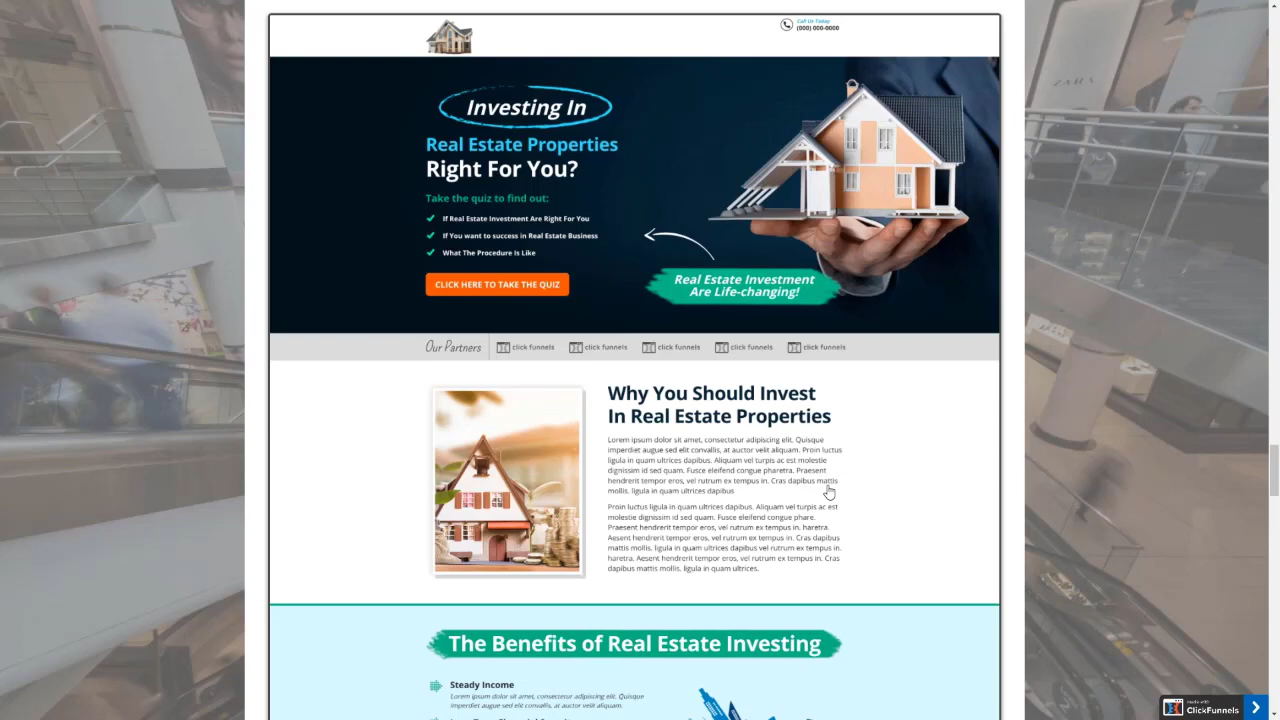 Call Us Today
(000) 000-0000
ZARA
Investing In
Real Estate Properties
Right For You?
Take the quiz to find out:
If Real Estate Investment Are Right For You
If You want to success in Real Estate Business
What The Procedure Is Like
CLICK HERE TO TAKE THE QUIZ
Real Estate Investment
Are Life-changing!
Our Partners
click funnels
click funnels
click funnels
click funnels
click funnels
Why You Should Invest
In Real Estate Properties
Lorem ipsum dolor sit amet, consectetur adipiscing elit. Quisque
imperdiet augue sed elit convallis, at auctor velit aliquam. Proin luctus
ligula in quam ultrices dapibus. Aliquam vel turpis ac est molestie
dignissim id sed quam. Fusce eleifend congue pharetra. Praesent
hendrerit tempor eros, vel rutrum ex tempus in. Cras dapibus mattis
mollis. ligula in quam ultrices dapibus
Proin luctus ligula in quam ultrices dapibus. Aliquam vel turpis ac est
molestie dignissim id sed quam. Fusce eleifend congue phare.
Praesent hendrerit tempor eros, vel rutrum ex tempus in. haretra.
Aesent hendrerit tempor eros, vel rutrum ex tempus in. Cras dapibus
mattis mollis. ligula in quam ultrices dapibus vel rutrum ex tempus in.
haretra. Aesent hendrerit tempor eros, vel rutrum ex tempus in. Cras
dapibus mattis mollis. ligula in quam ultrices.
The Benefits of Real Estate Investing
Steady Income
Lorem ipsum dolor sit amet, consectetur adipiscing elit. Quisque
imperdiet augue sed elit convallis, at auctor velit aliquam.
made with
ClickFunnels